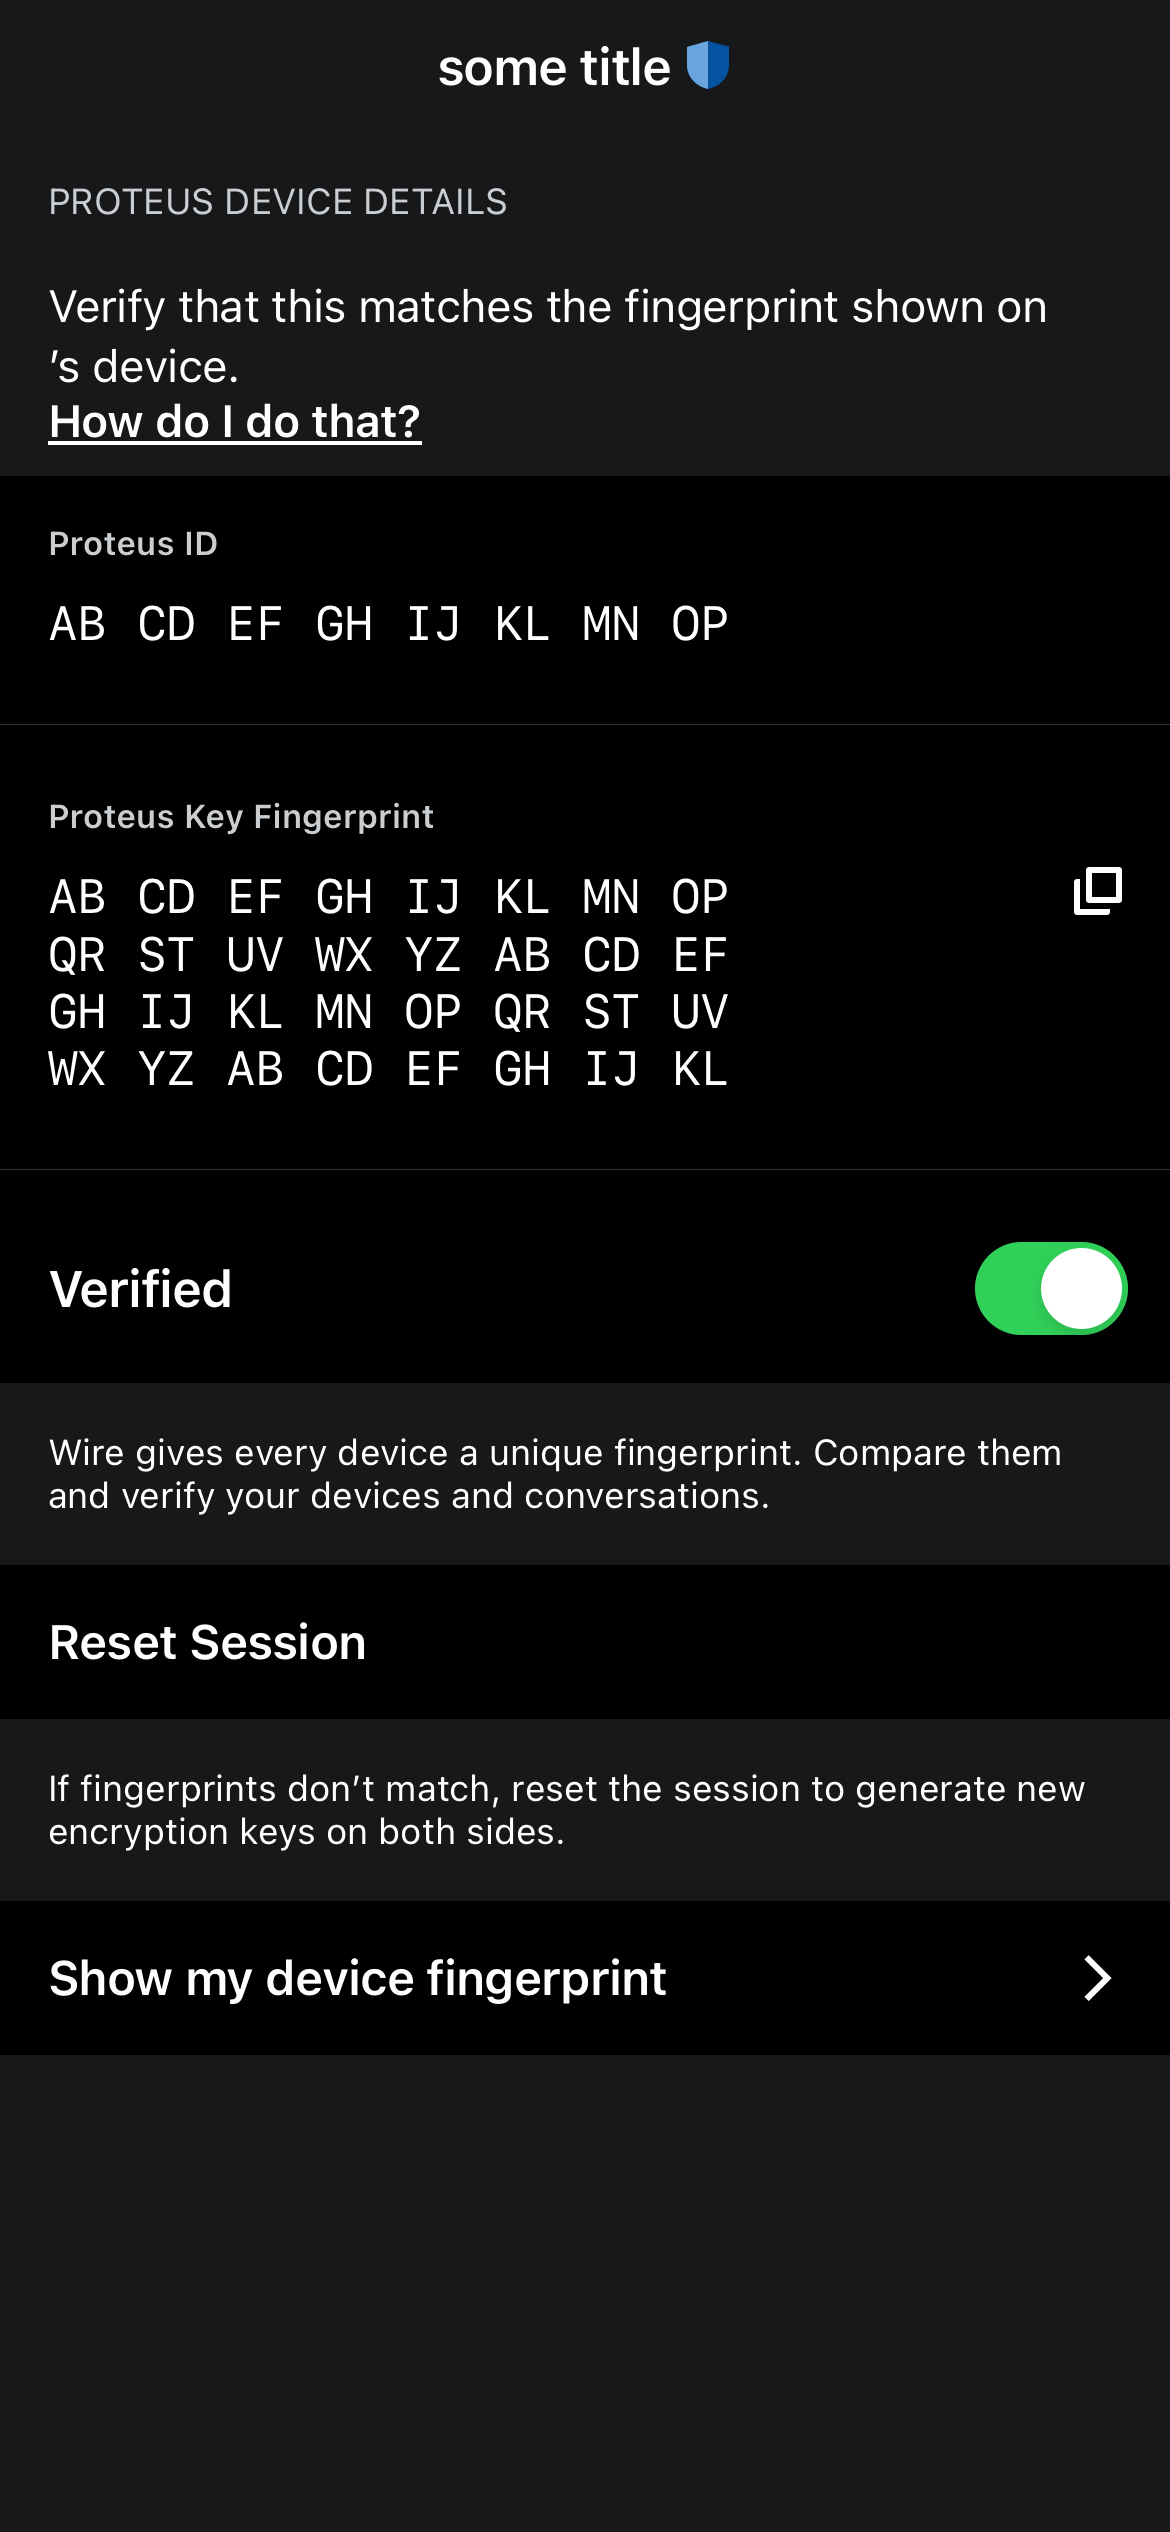 some title
PROTEUS DEVICE DETAILS
Verify that this matches the fingerprint shown on
’s device.
How do I do that?
Proteus ID
AB CD EF GH IJ KL MN OP
Proteus Key Fingerprint
AB CD EF GH IJ KL MN OP
QR ST UV WX YZ AB CD EF
GH IJ KL MN OP QR ST UV
WX YZ AB CD EF GH IJ KL
Verified
Wire gives every device a unique fingerprint. Compare them
and verify your devices and conversations.
Reset Session
If fingerprints don’t match, reset the session to generate new
encryption keys on both sides.
Show my device fingerprint